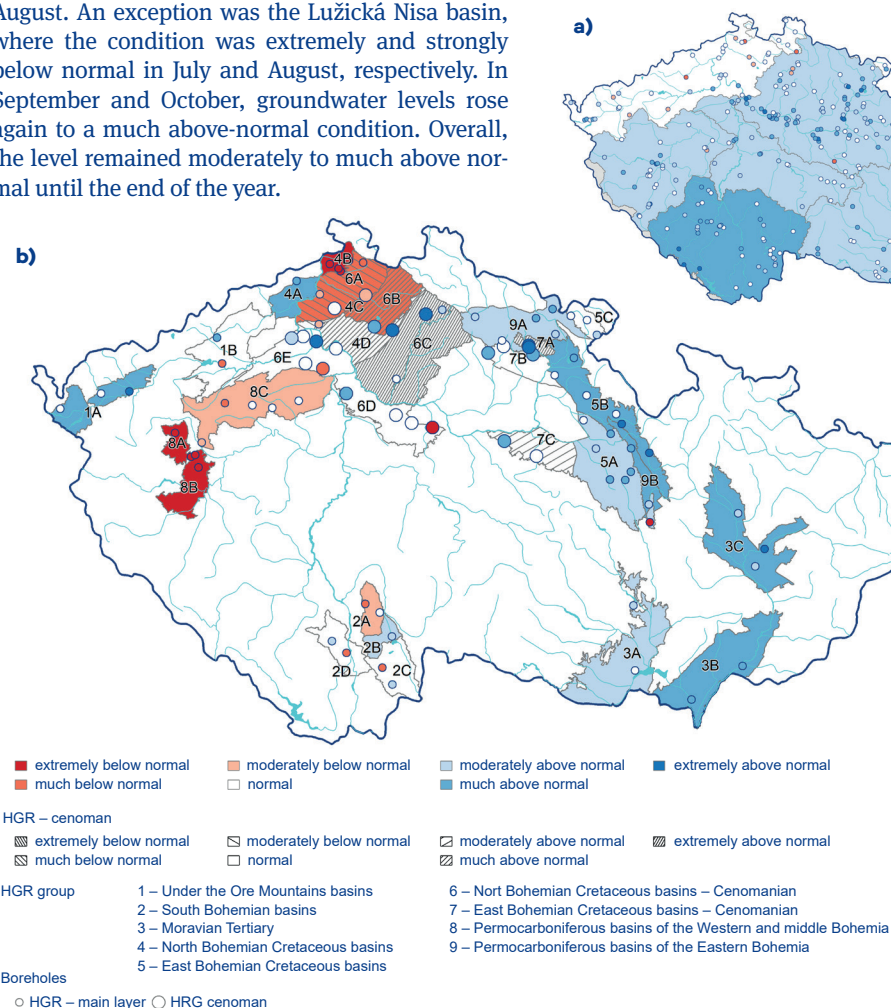 August. An exception was the Lužická Nisa basin,
where the condition was extremely and strongly
below normal in July and August, respectively. In
September and October, groundwater levels rose
again to a much above-normal condition. Overall,
the level remained moderately to much above nor-
mal until the end of the year.
a)
b)
4B
6A
4A
4C
6B
9A
5C
1B
4D
6C
7A
6E
7B
8C
1A
6D
5B
8A
7C
5A
8B
9B
3C
2A
2B
3A
2D
2C
3B
extremely below normal
moderately below normal
moderately above normal
extremely above normal
much below normal
normal
much above normal
HGR – cenoman
extremely below normal
moderately below normal
moderately above normal
extremely above normal
much below normal
normal
much above normal
HGR group
1 – Under the Ore Mountains basins
2 – South Bohemian basins
3 – Moravian Tertiary
4 – North Bohemian Cretaceous basins
5 – East Bohemian Cretaceous basins
6 – Nort Bohemian Cretaceous basins – Cenomanian
7 – East Bohemian Cretaceous basins – Cenomanian
8 – Permocarboniferous basins of the Western and middle Bohemia
9 – Permocarboniferous basins of the Eastern Bohemia
Boreholes
HGR – main layer
HRG cenoman